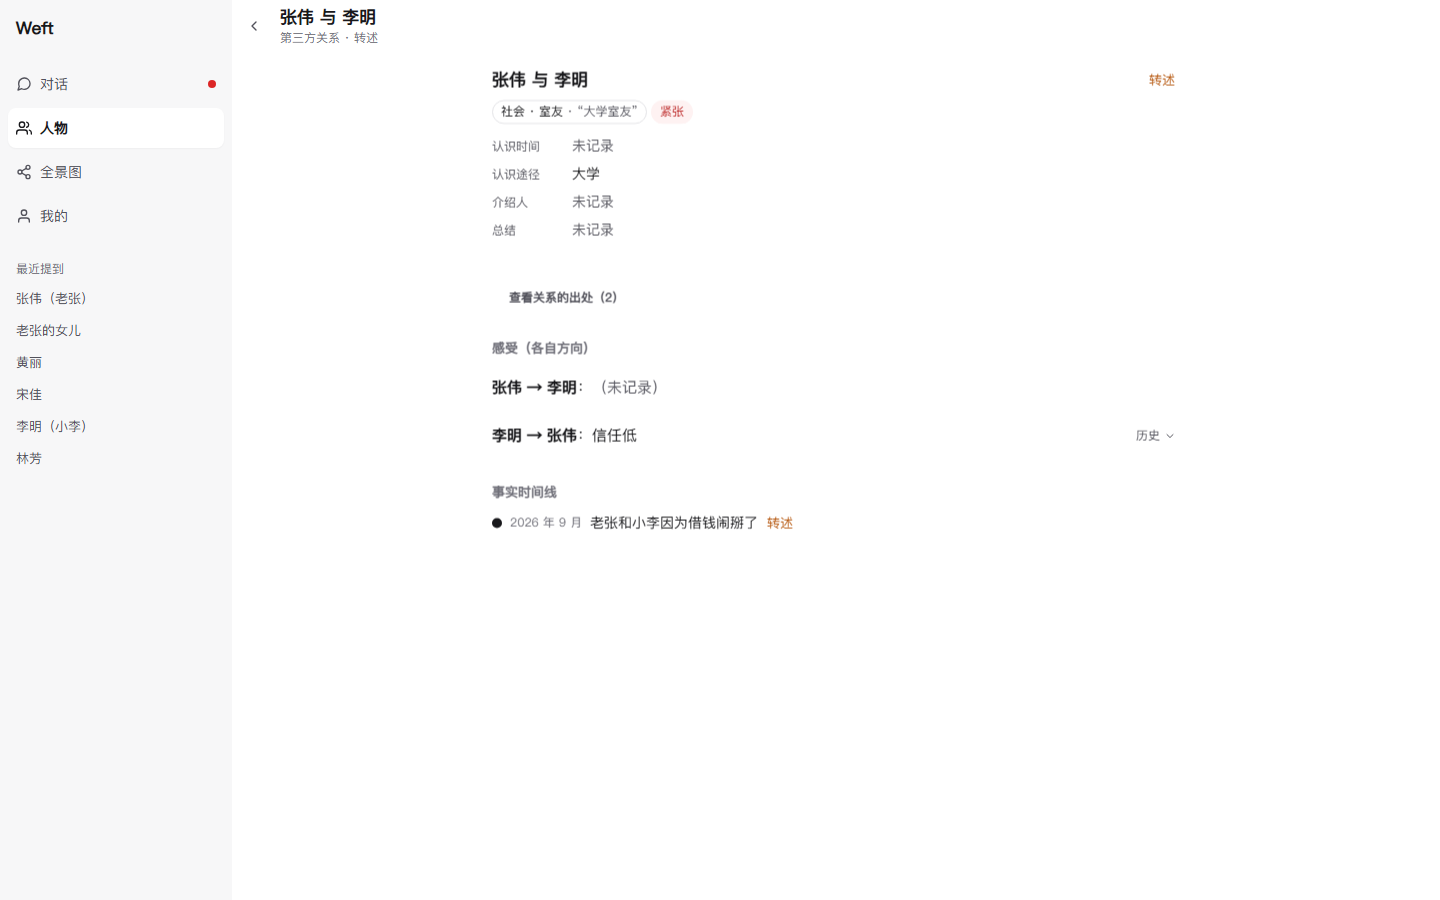 Weft
对话
人物
全景图
我的
最近提到
张伟（老张）
老张的女儿
黄丽
宋佳
李明（小李）
林芳
张伟 与 李明
第三方关系 · 转述
张伟 与 李明
转述
社会 · 室友 · “大学室友” 紧张
认识时间 未记录
认识途径 大学
介绍人 未记录
总结 未记录
查看关系的出处（2）
感受（各自方向）
张伟 → 李明： （未记录）
李明 → 张伟： 信任低 历史
事实时间线
2026 年 9 月 老张和小李因为借钱闹掰了 转述